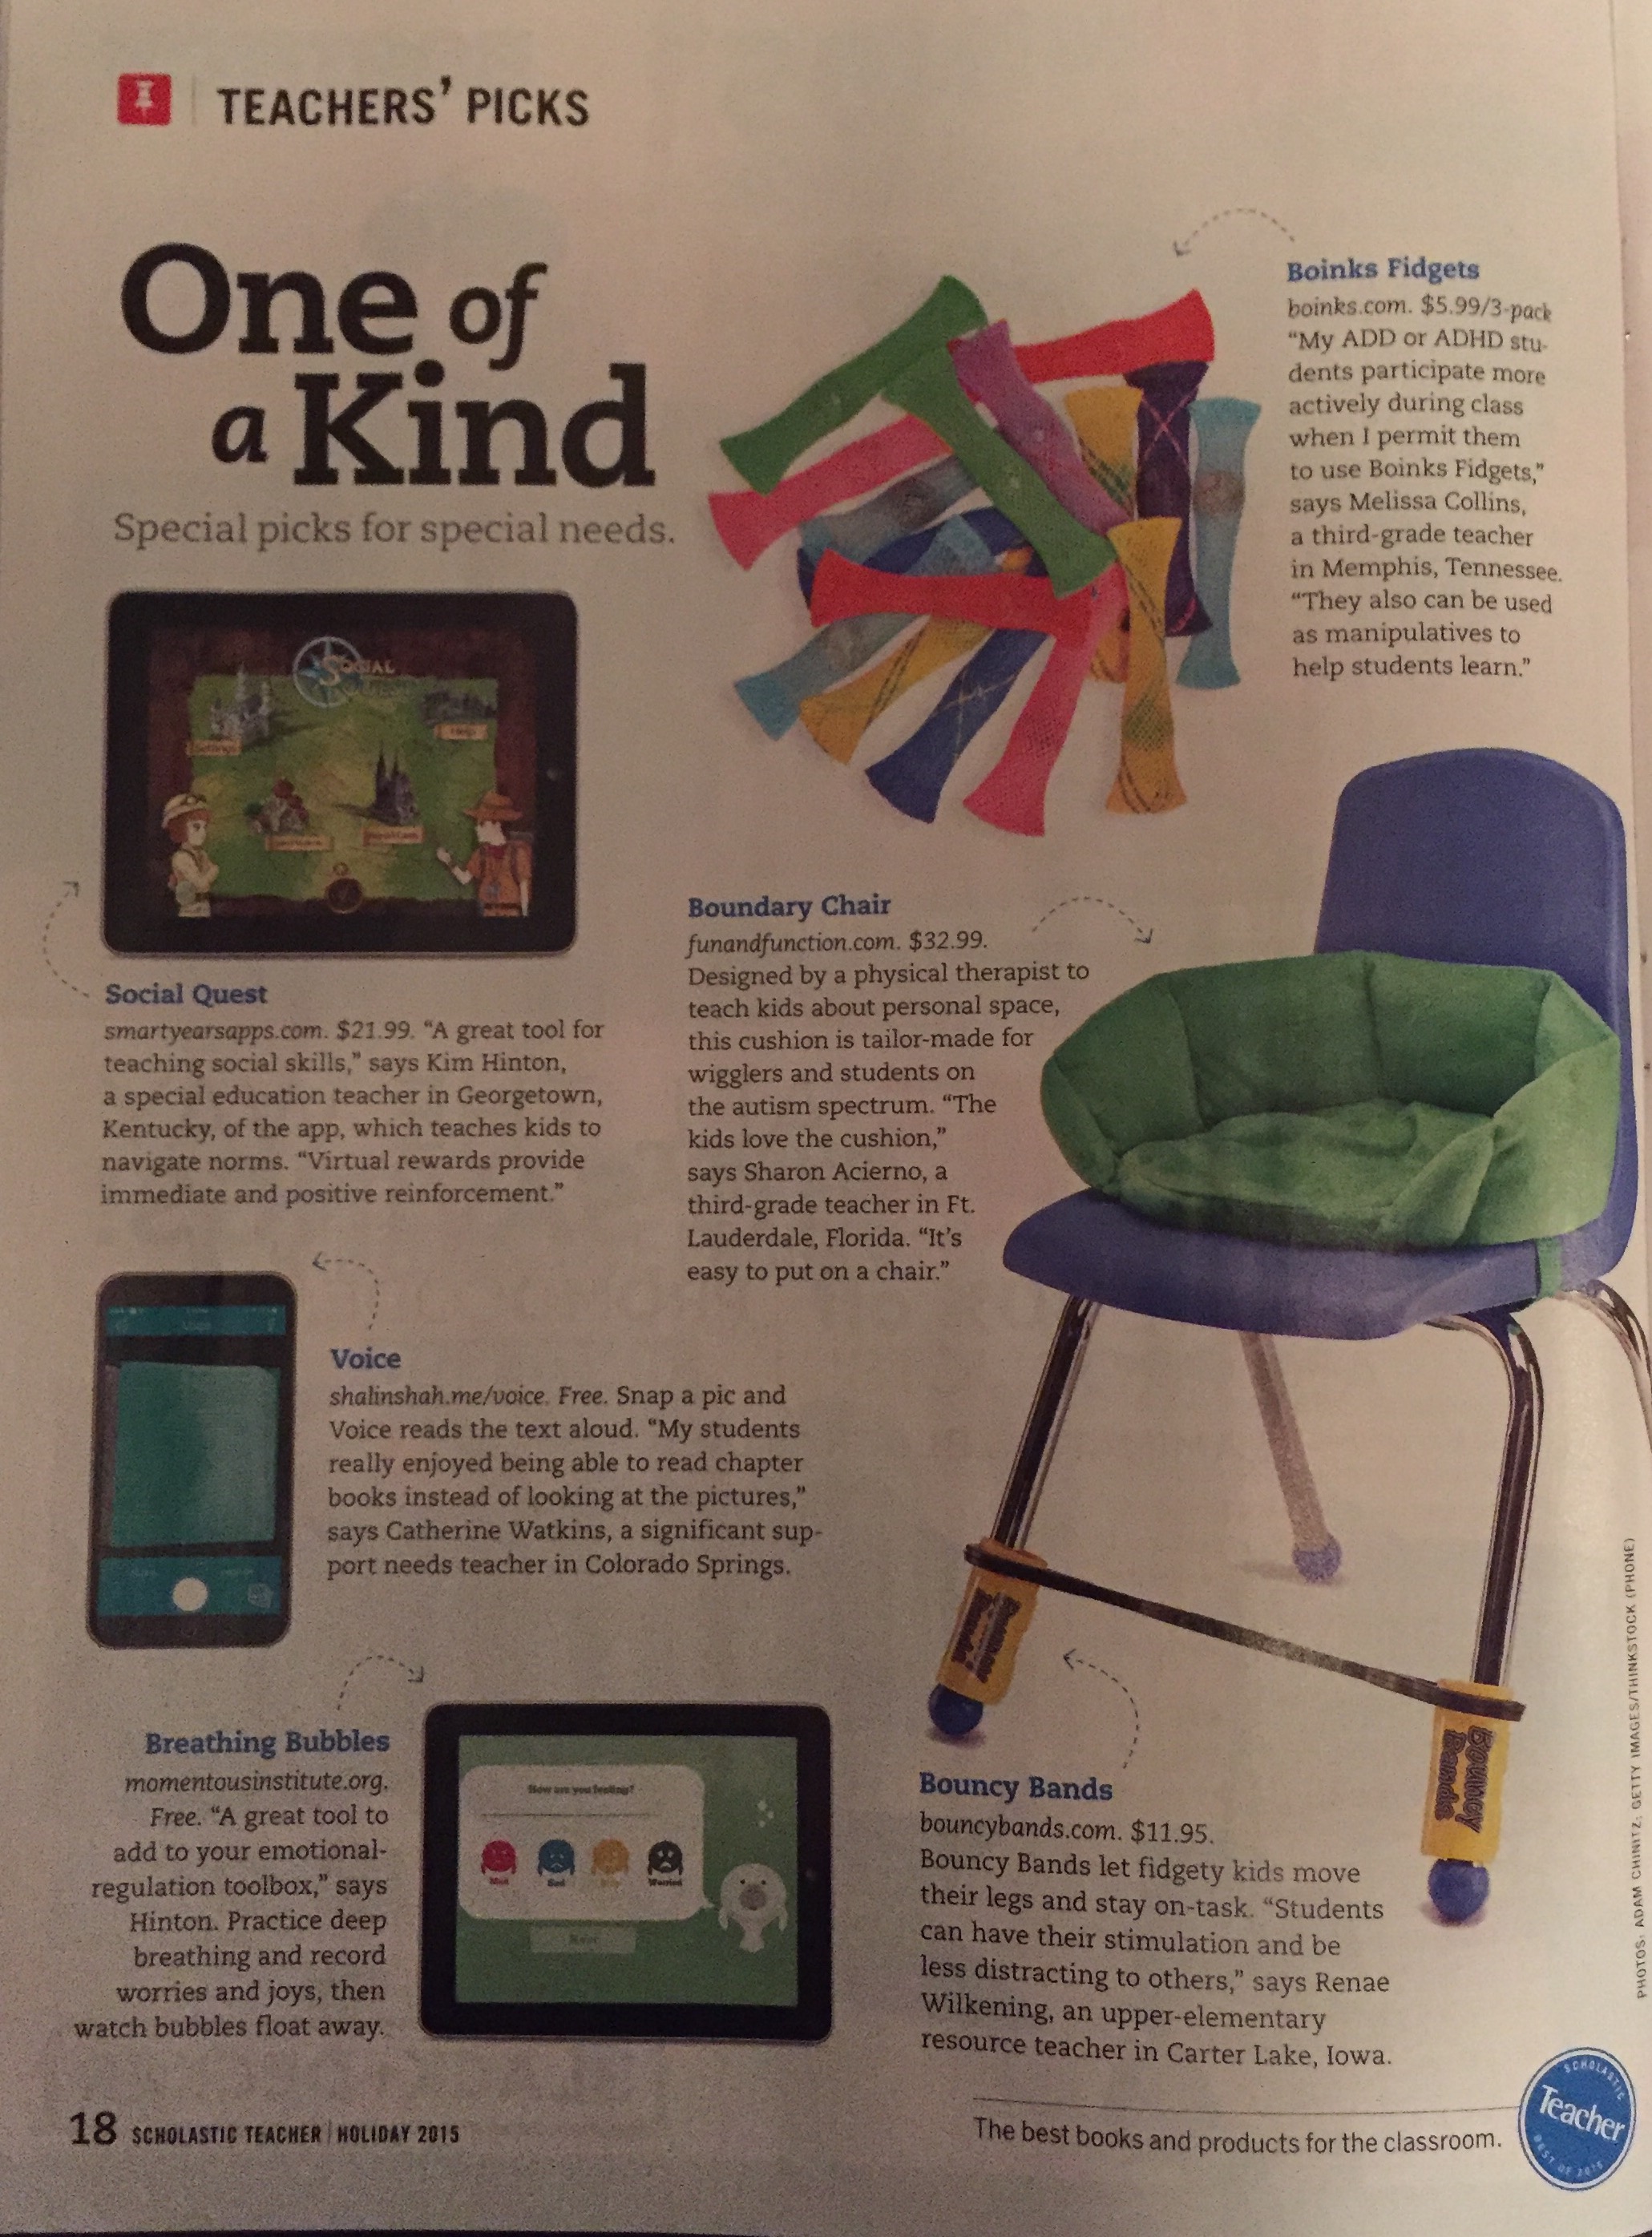 TEACHERS' PICKS
One of
a Kind
Special picks for special needs.
Boinks Fidgets
boinks.com. $5.99/3-pack
“My ADD or ADHD stu-
dents participate more
actively during class
when I permit them
to use Boinks Fidgets,”
says Melissa Collins,
a third-grade teacher
in Memphis, Tennessee.
“They also can be used
as manipulatives to
help students learn.”
SOCIAL
QUEST
Settings
Help
Social Quest
smartyearsapps.com. $21.99. “A great tool for
teaching social skills,” says Kim Hinton,
a special education teacher in Georgetown,
Kentucky, of the app, which teaches kids to
navigate norms. “Virtual rewards provide
immediate and positive reinforcement.”
Boundary Chair
funandfunction.com. $32.99.
Designed by a physical therapist to
teach kids about personal space,
this cushion is tailor-made for
wigglers and students on
the autism spectrum. “The
kids love the cushion,”
says Sharon Acierno, a
third-grade teacher in Ft.
Lauderdale, Florida. “It's
easy to put on a chair.”
Voice
shalinshah.me/voice. Free. Snap a pic and
Voice reads the text aloud. “My students
really enjoyed being able to read chapter
books instead of looking at the pictures,”
says Catherine Watkins, a significant sup-
port needs teacher in Colorado Springs.
Breathing Bubbles
momentousinstitute.org.
Free. “A great tool to
add to your emotional-
regulation toolbox,” says
Hinton. Practice deep
breathing and record
worries and joys, then
watch bubbles float away.
How are you feeling?
Mad Sad Worried
Next
Bouncy
Bands
Bouncy
Bands
Bouncy Bands
bouncybands.com. $11.95.
Bouncy Bands let fidgety kids move
their legs and stay on-task. “Students
can have their stimulation and be
less distracting to others,” says Renae
Wilkening, an upper-elementary
resource teacher in Carter Lake, Iowa.
PHOTOS: ADAM CHINITZ; GETTY IMAGES/THINKSTOCK (PHONE)
18 SCHOLASTIC TEACHER | HOLIDAY 2015
The best books and products for the classroom.
SCHOLASTIC
Teacher
BEST OF 2015